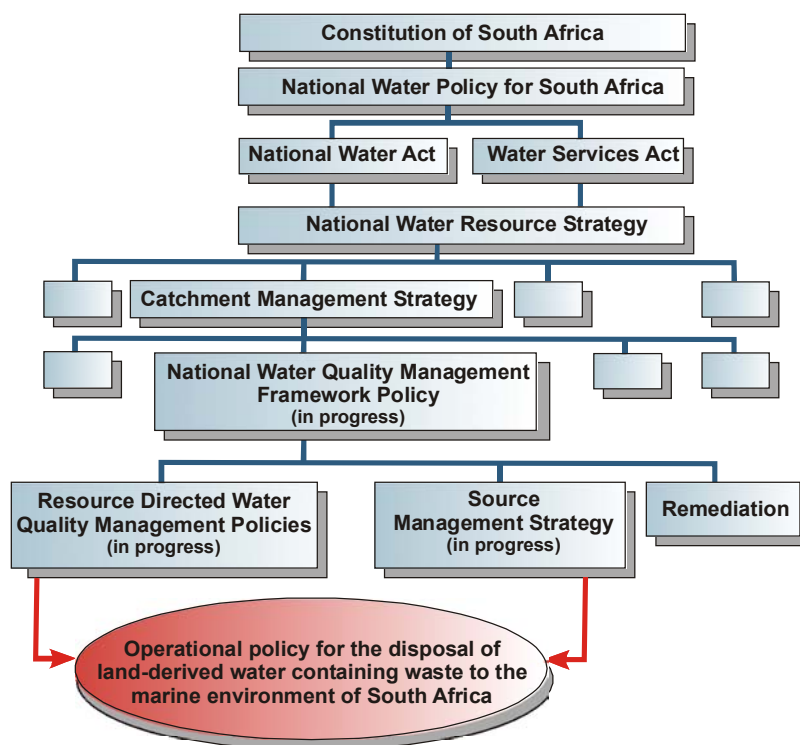 Constitution of South Africa
National Water Policy for South Africa
National Water Act
Water Services Act
National Water Resource Strategy
Catchment Management Strategy
National Water Quality Management
Framework Policy
(in progress)
Resource Directed Water
Quality Management Policies
(in progress)
Source
Management Strategy
(in progress)
Remediation
Operational policy for the disposal of
land-derived water containing waste to the
marine environment of South Africa